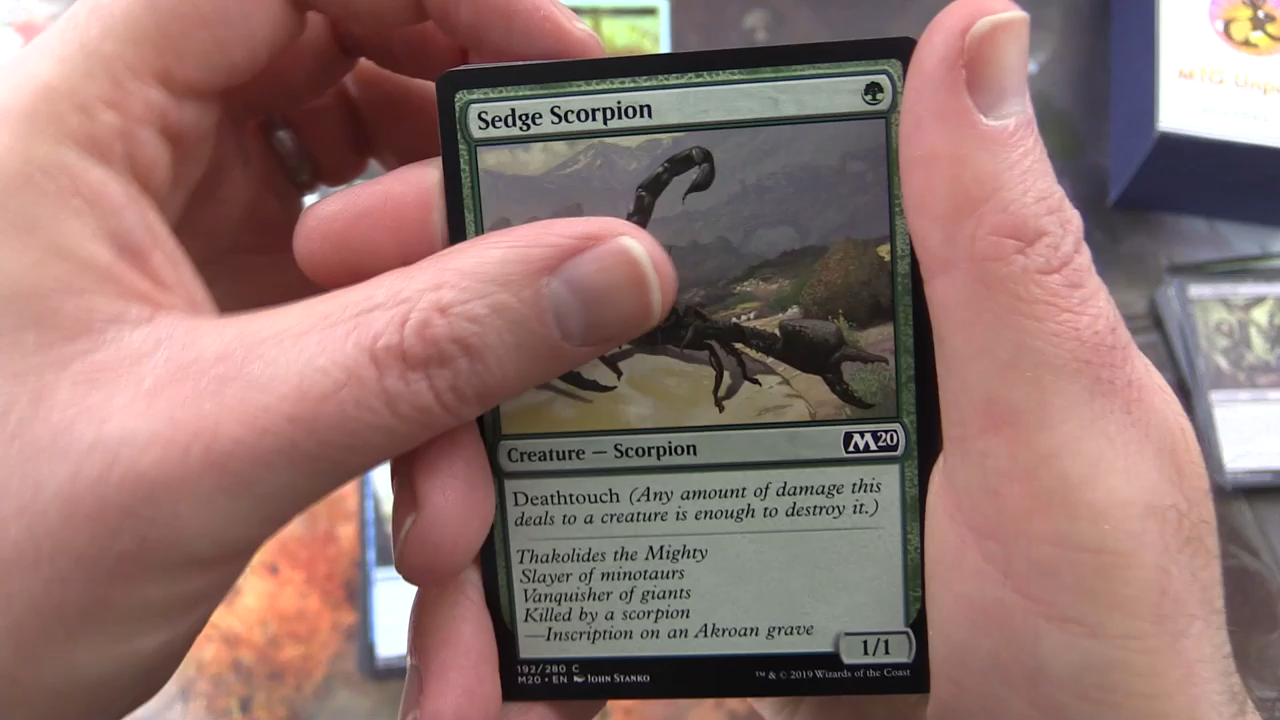 Sedge Scorpion
Creature — Scorpion
M20
Deathtouch (Any amount of damage this
deals to a creature is enough to destroy it.)
Thakolides the Mighty
Slayer of minotaurs
Vanquisher of giants
Killed by a scorpion
—Inscription on an Akroan grave
1/1
192/280 C
M20 • EN John Stanko
™ & © 2019 Wizards of the Coast